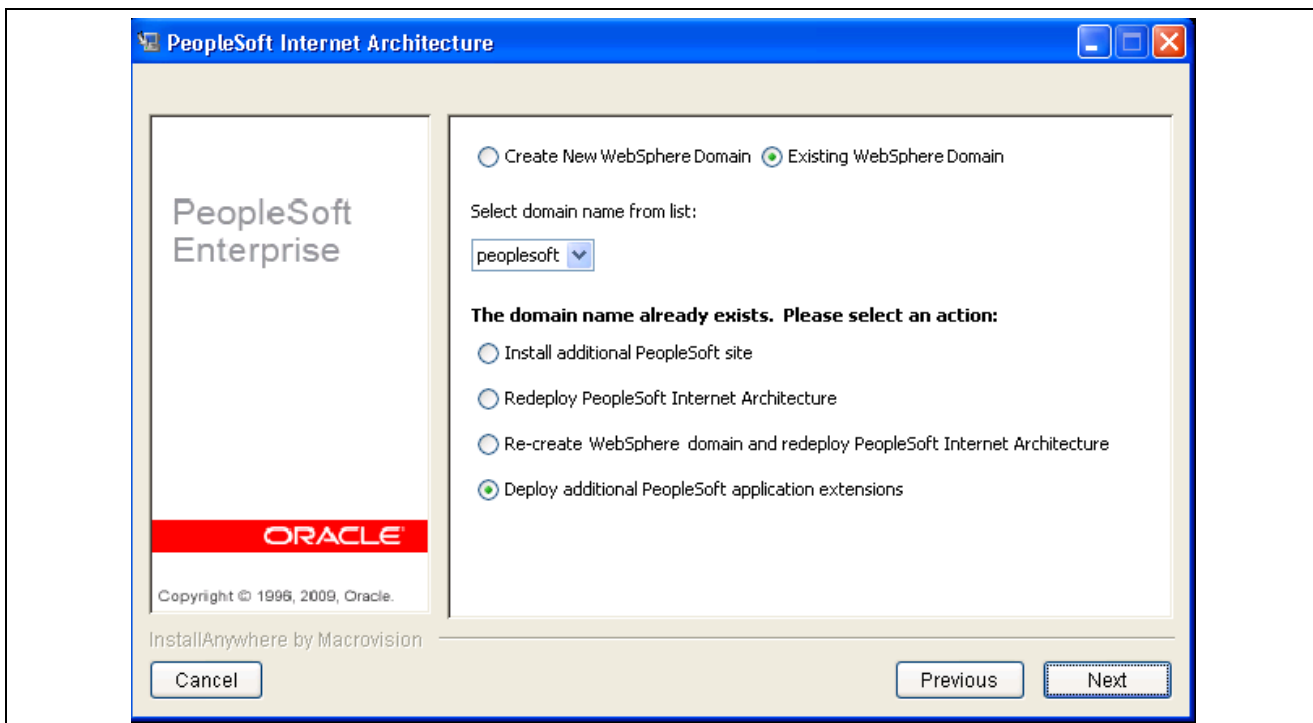 PeopleSoft Internet Architecture
PeopleSoft
Enterprise
ORACLE
Copyright © 1996, 2009, Oracle.
Create New WebSphere Domain Existing WebSphere Domain
Select domain name from list:
peoplesoft
The domain name already exists. Please select an action:
Install additional PeopleSoft site
Redeploy PeopleSoft Internet Architecture
Re-create WebSphere domain and redeploy PeopleSoft Internet Architecture
Deploy additional PeopleSoft application extensions
InstallAnywhere by Macrovision
Cancel Previous Next